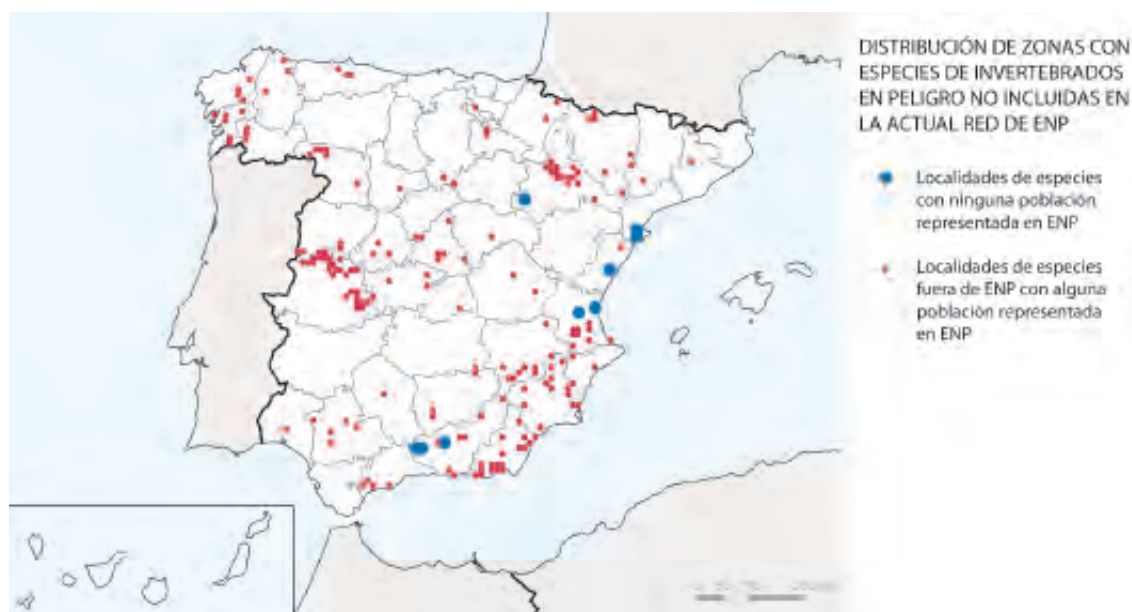 DISTRIBUCIÓN DE ZONAS CON
ESPECIES DE INVERTEBRADOS
EN PELIGRO NO INCLUIDAS EN
LA ACTUAL RED DE ENP
Localidades de especies
con ninguna población
representada en ENP
Localidades de especies
fuera de ENP con alguna
población representada
en ENP